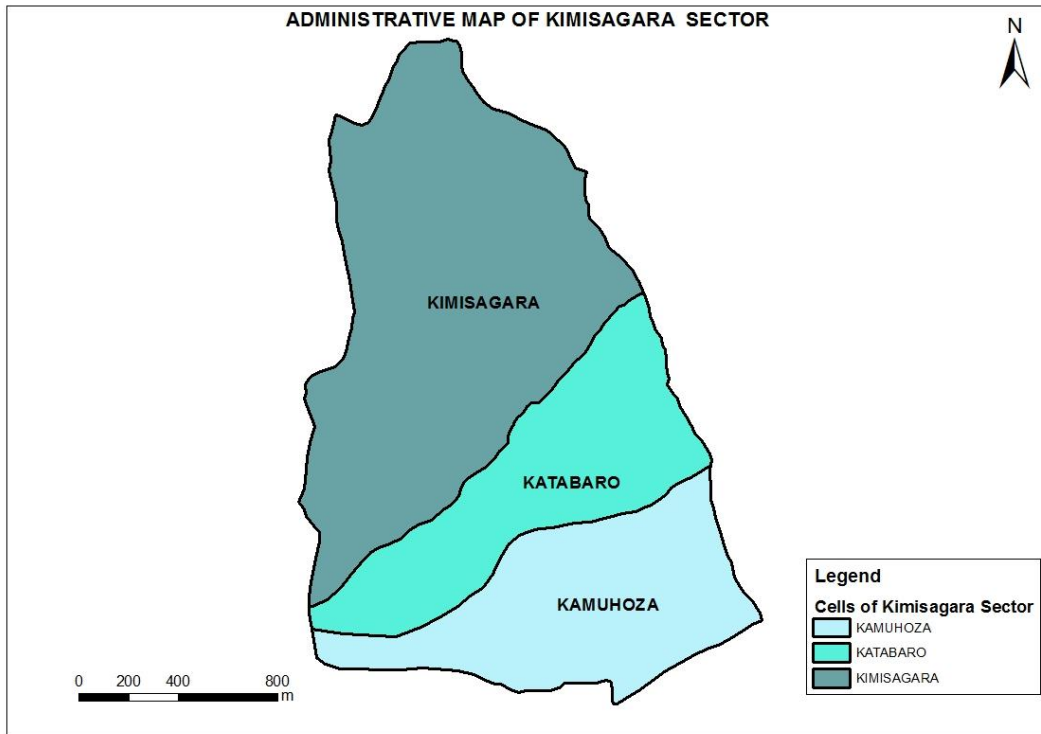 ADMINISTRATIVE MAP OF KIMISAGARA SECTOR
N
KIMISAGARA
KATABARO
KAMUHOZA
Legend
Cells of Kimisagara Sector
KAMUHOZA
KATABARO
KIMISAGARA
0 200 400 800
m